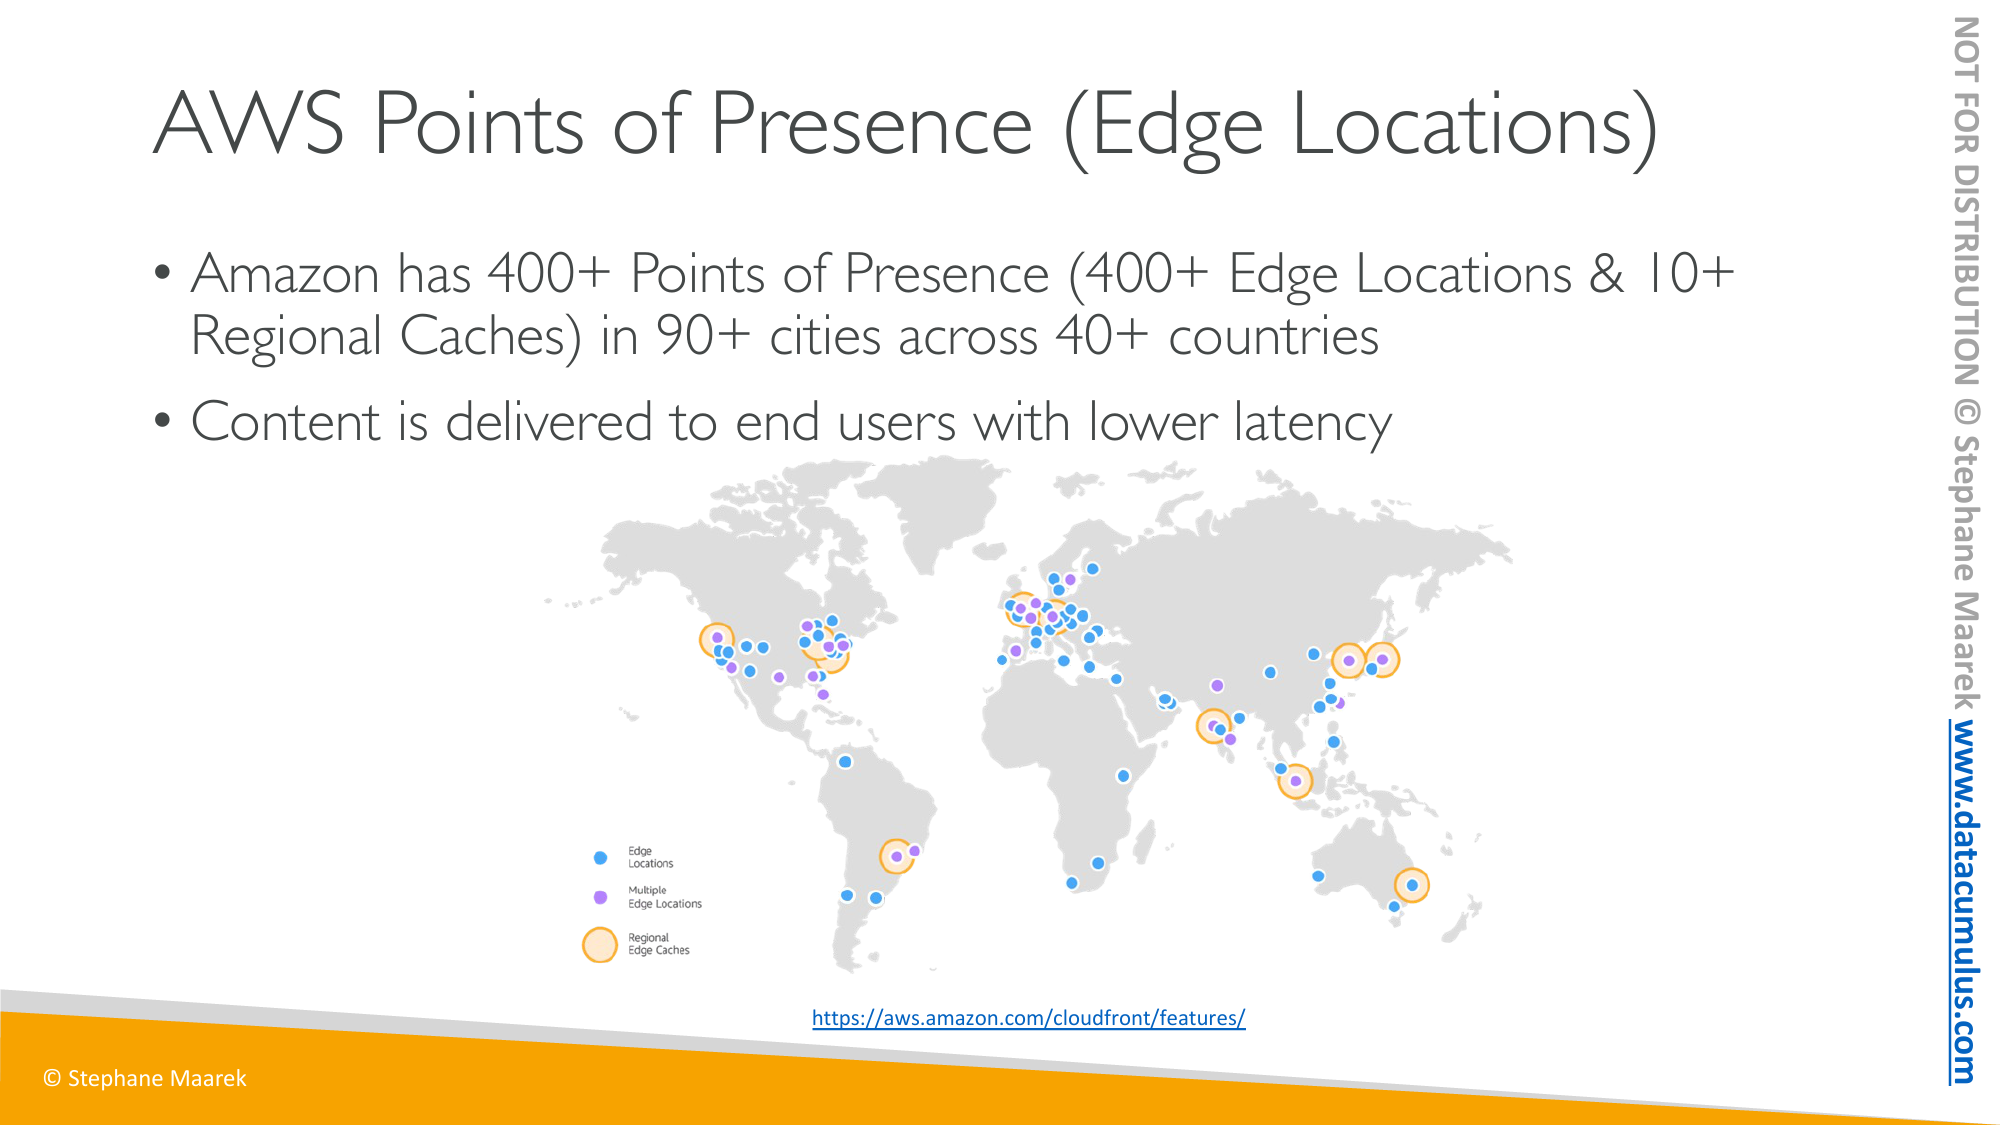 AWS Points of Presence (Edge Locations)
• Amazon has 400+ Points of Presence (400+ Edge Locations & 10+
Regional Caches) in 90+ cities across 40+ countries
• Content is delivered to end users with lower latency
Edge
Locations
Multiple
Edge Locations
Regional
Edge Caches
https://aws.amazon.com/cloudfront/features/
© Stephane Maarek
NOT FOR DISTRIBUTION © Stephane Maarek www.datacumulus.com